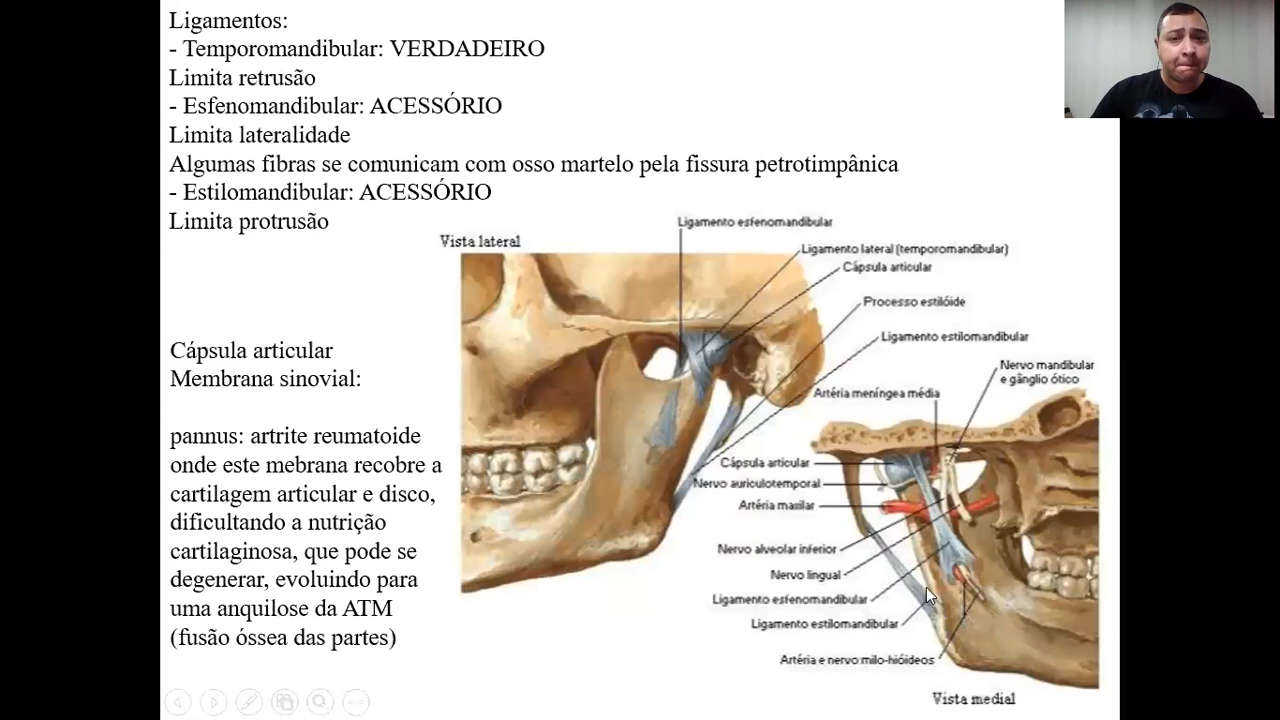 Ligamentos:
- Temporomandibular: VERDADEIRO
Limita retrusão
- Esfenomandibular: ACESSÓRIO
Limita lateralidade
Algumas fibras se comunicam com osso martelo pela fissura petrotimpânica
- Estilomandibular: ACESSÓRIO
Limita protrusão
Ligamento esfenomandibular
Vista lateral
Ligamento lateral (temporomandibular)
Cápsula articular
Processo estilóide
Ligamento estilomandibular
Nervo mandibular
e gânglio ótico
Artéria meníngea média
Cápsula articular
Nervo auriculotemporal
Artéria maxilar
Nervo alveolar inferior
Nervo lingual
Ligamento esfenomandibular
Ligamento estilomandibular
Artéria e nervo milo-hióideos
Vista medial
Cápsula articular
Membrana sinovial:
pannus: artrite reumatoide
onde este mebrana recobre a
cartilagem articular e disco,
dificultando a nutrição
cartilaginosa, que pode se
degenerar, evoluindo para
uma anquilose da ATM
(fusão óssea das partes)